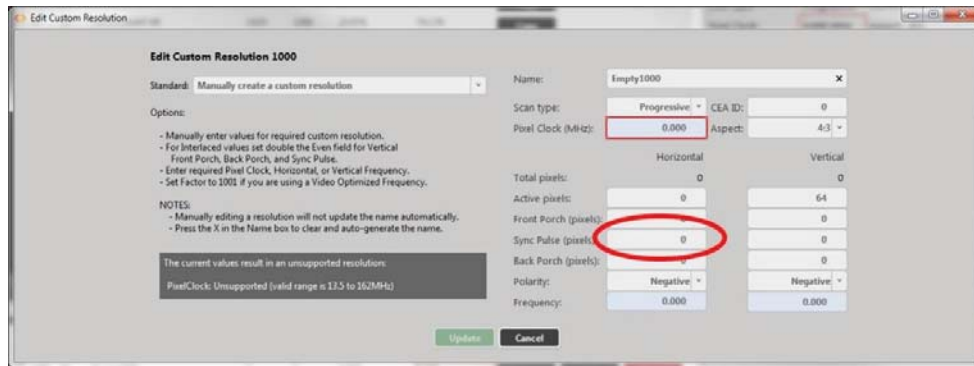 Edit Custom Resolution
Edit Custom Resolution 1000
Standard: Manually create a custom resolution
Options:
- Manually enter values for required custom resolution.
- For Interlaced values set double the Even field for Vertical
Front Porch, Back Porch, and Sync Pulse.
- Enter required Pixel Clock, Horizontal, or Vertical Frequency.
- Set Factor to 1001 if you are using a Video Optimized Frequency.
NOTES:
- Manually editing a resolution will not update the name automatically.
- Press the X in the Name box to clear and auto-generate the name.
The current values result in an unsupported resolution:
PixelClock: Unsupported (valid range is 13.5 to 162MHz)
Name: Empty1000 x
Scan type: Progressive CEA ID: 0
Pixel Clock (MHz): 0.000 Aspect: 4:3
Horizontal Vertical
Total pixels: 0 0
Active pixels: 0 64
Front Porch (pixels): 0 0
Sync Pulse (pixels) 0 0
Back Porch (pixels): 0 0
Polarity: Negative Negative
Frequency: 0.000 0.000
Update Cancel